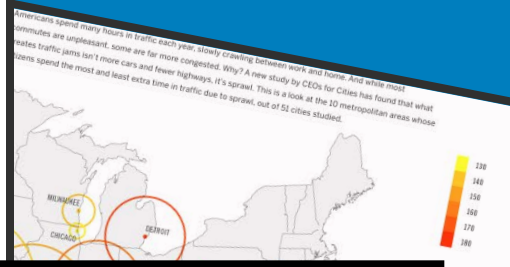 Americans spend many hours in traffic each year, slowly crawling between work and home. And while most
commutes are unpleasant, some are far more congested. Why? A new study by CEOs for Cities has found that what
reates traffic jams isn't more cars and fewer highways, it's sprawl. This is a look at the 10 metropolitan areas whose
tizens spend the most and least extra time in traffic due to sprawl, out of 51 cities studied.
MILWAUKEE
CHICAGO
DETROIT
130
140
150
160
170
180